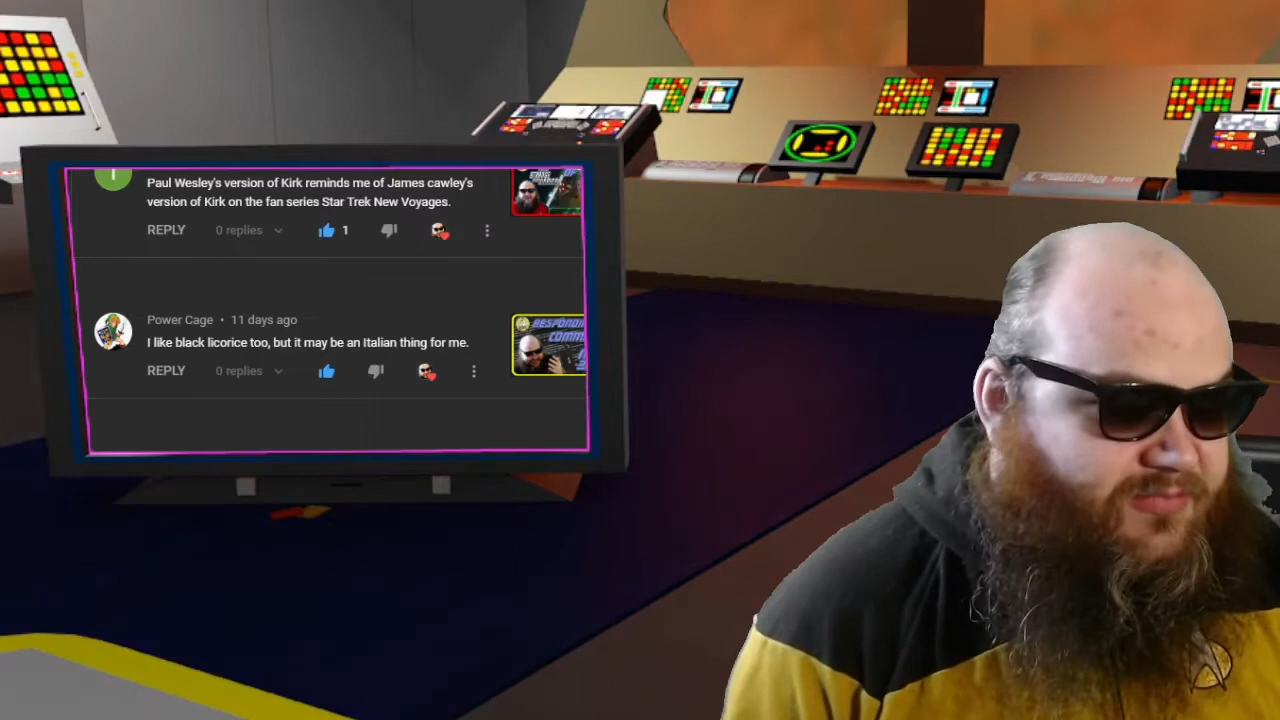 Paul Wesley's version of Kirk reminds me of James cawley's
version of Kirk on the fan series Star Trek New Voyages.
REPLY 0 replies 1
Power Cage • 11 days ago
I like black licorice too, but it may be an Italian thing for me.
REPLY 0 replies